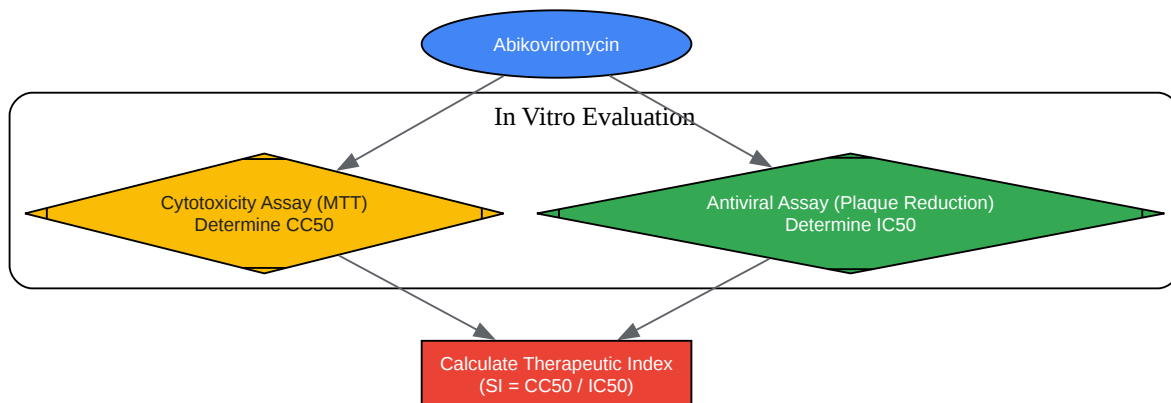 Abikoviromycin
In Vitro Evaluation
Cytotoxicity Assay (MTT)
Determine CC50
Antiviral Assay (Plaque Reduction)
Determine IC50
Calculate Therapeutic Index
(SI = CC50 / IC50)